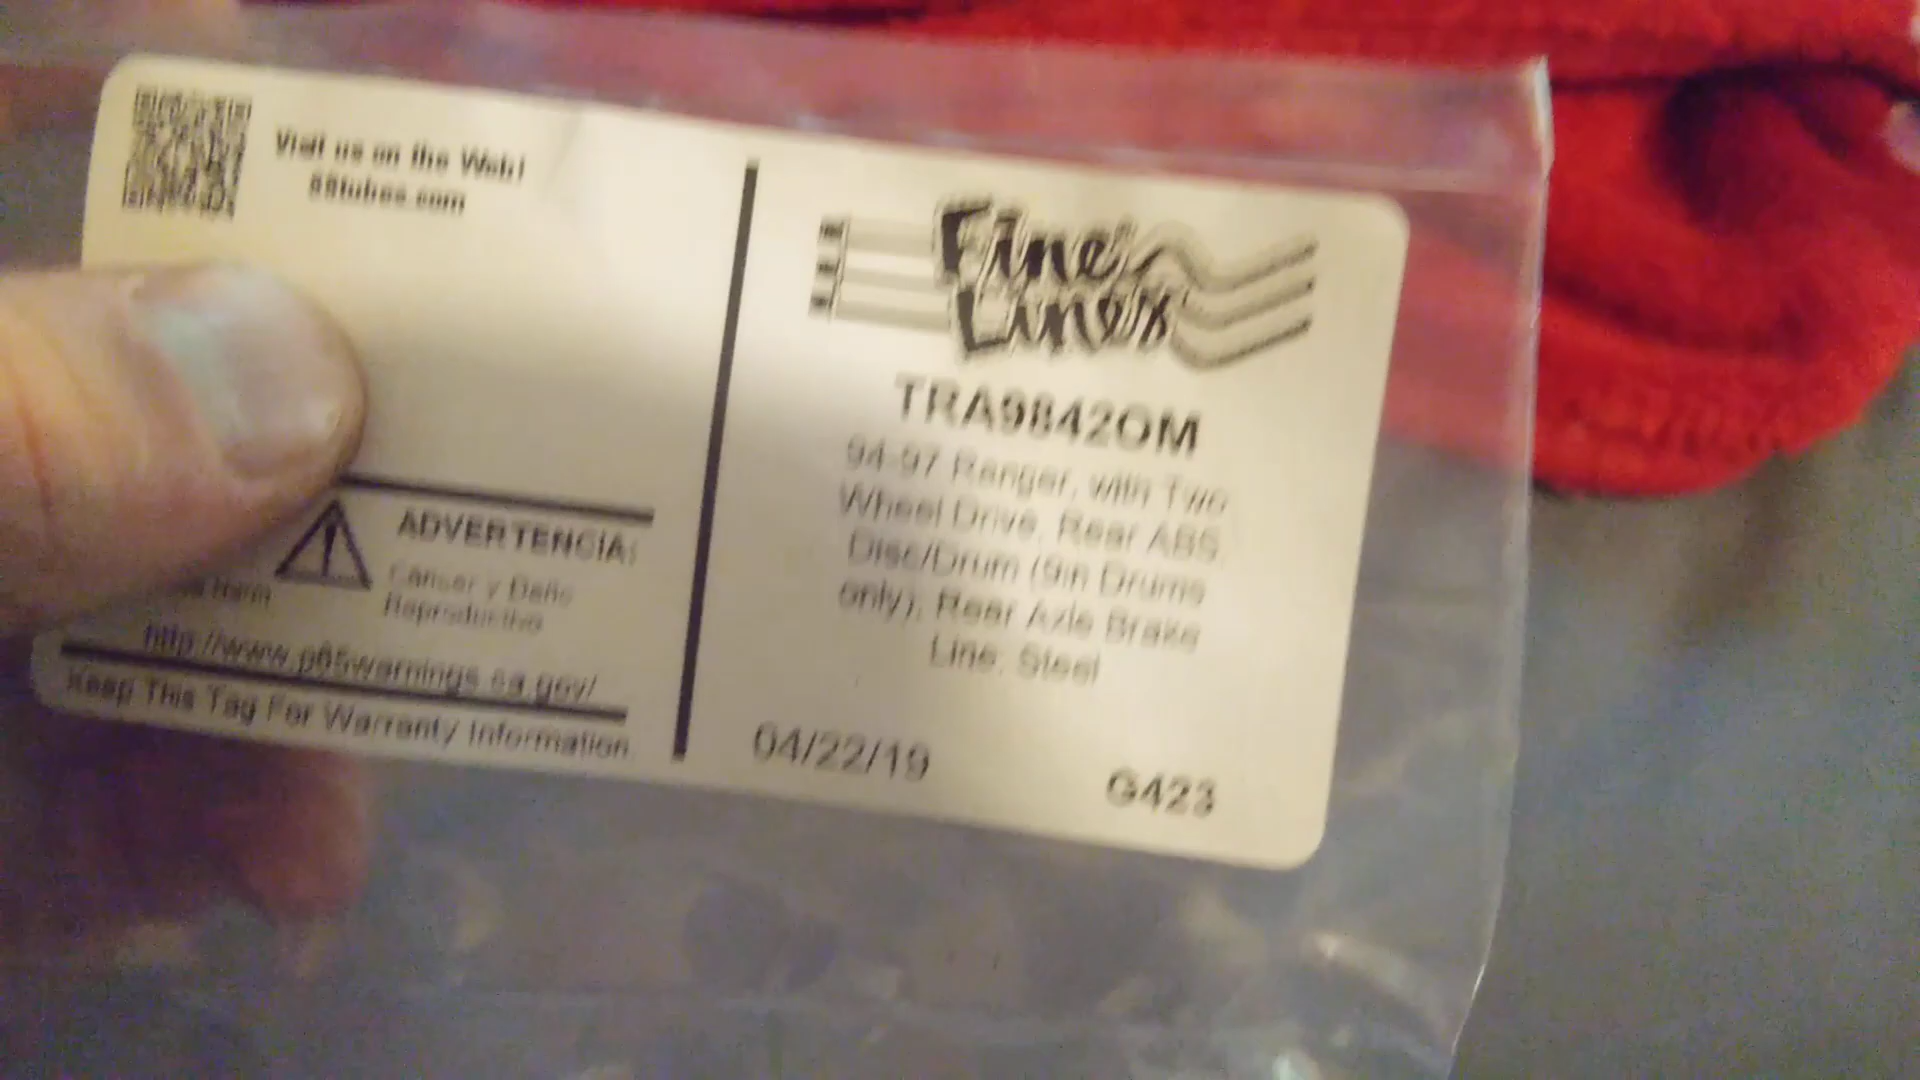 Visit us on the Web!
SStubes.com
ADVERTENCIA:
Cáncer y Daño
Reproductivo
http://www.p65warnings.ca.gov/
Keep This Tag For Warranty Information
Fine
Lines
TRA9842OM
94-97 Ranger, with Two
Wheel Drive, Rear ABS,
Disc/Drum (9in Drums
only), Rear Axle Brake
Line, Steel
04/22/19
G423